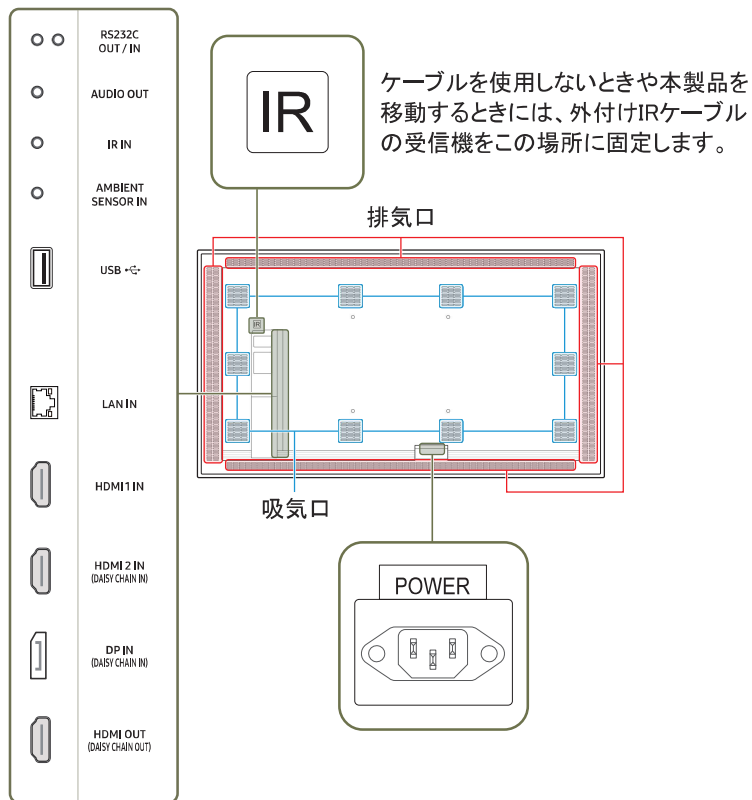 RS232C
OUT / IN
AUDIO OUT
IR IN
AMBIENT
SENSOR IN
USB
LAN IN
HDMI 1 IN
HDMI 2 IN
(DAISY CHAIN IN)
DP IN
(DAISY CHAIN IN)
HDMI OUT
(DAISY CHAIN OUT)
IR
ケーブルを使用しないときや本製品を
移動するときには、外付けIRケーブル
の受信機をこの場所に固定します。
排気口
IR
吸気口
POWER